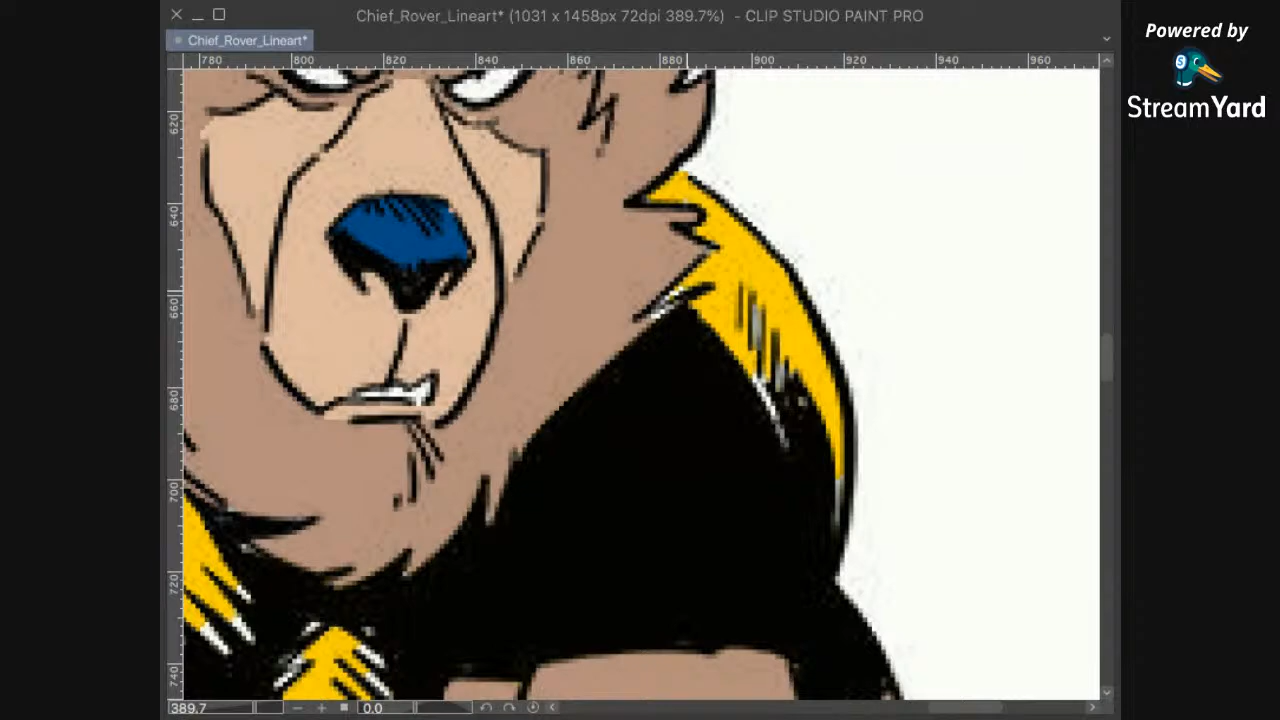 Chief_Rover_Lineart* (1031 x 1458px 72dpi 389.7%) - CLIP STUDIO PAINT PRO
Chief_Rover_Lineart*
780 800 820 840 860 880 900 920 940 960
620
640
660
680
700
720
740
389.7
0.0
Powered by
StreamYard